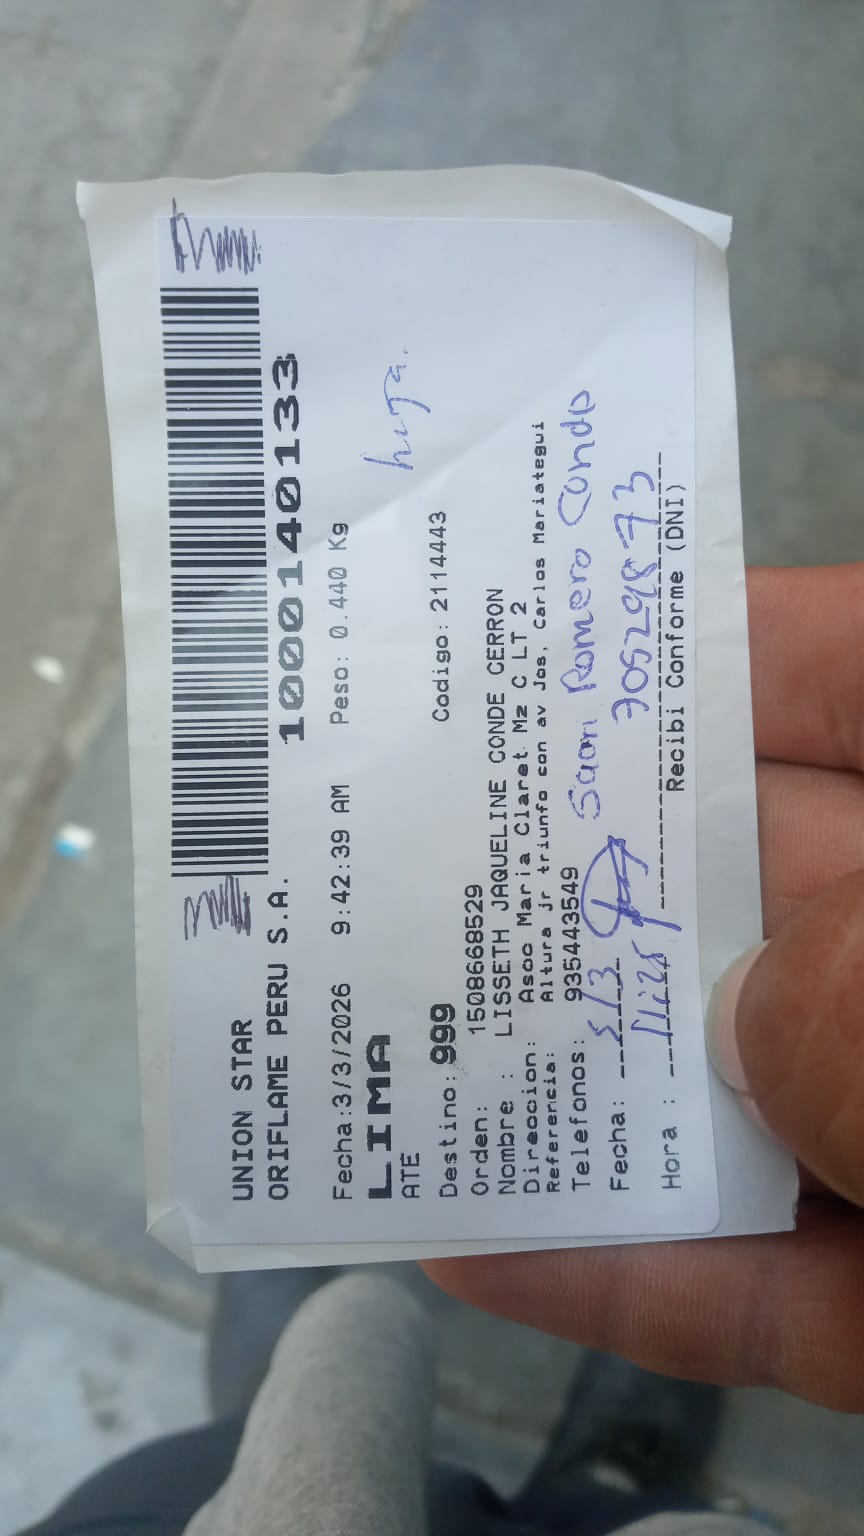 UNION STAR
ORIFLAME PERU S.A.
1000140133
Fecha:3/3/2026 9:42:39 AM Peso: 0.440 Kg
LIMA
ATE
hija.
Destino: 999 Codigo: 2114443
Orden: 1508668529
Nombre : LISSETH JAQUELINE CONDE CERRON
Direccion: Asoc Maria Claret Mz C LT 2
Referencia: Altura jr triunfo con av Jos, Carlos Mariategui
Telefonos: 935443549
Fecha: 5/3 Saori Romero Conde
Hora : 11:25 70529873
Recibi Conforme (DNI)